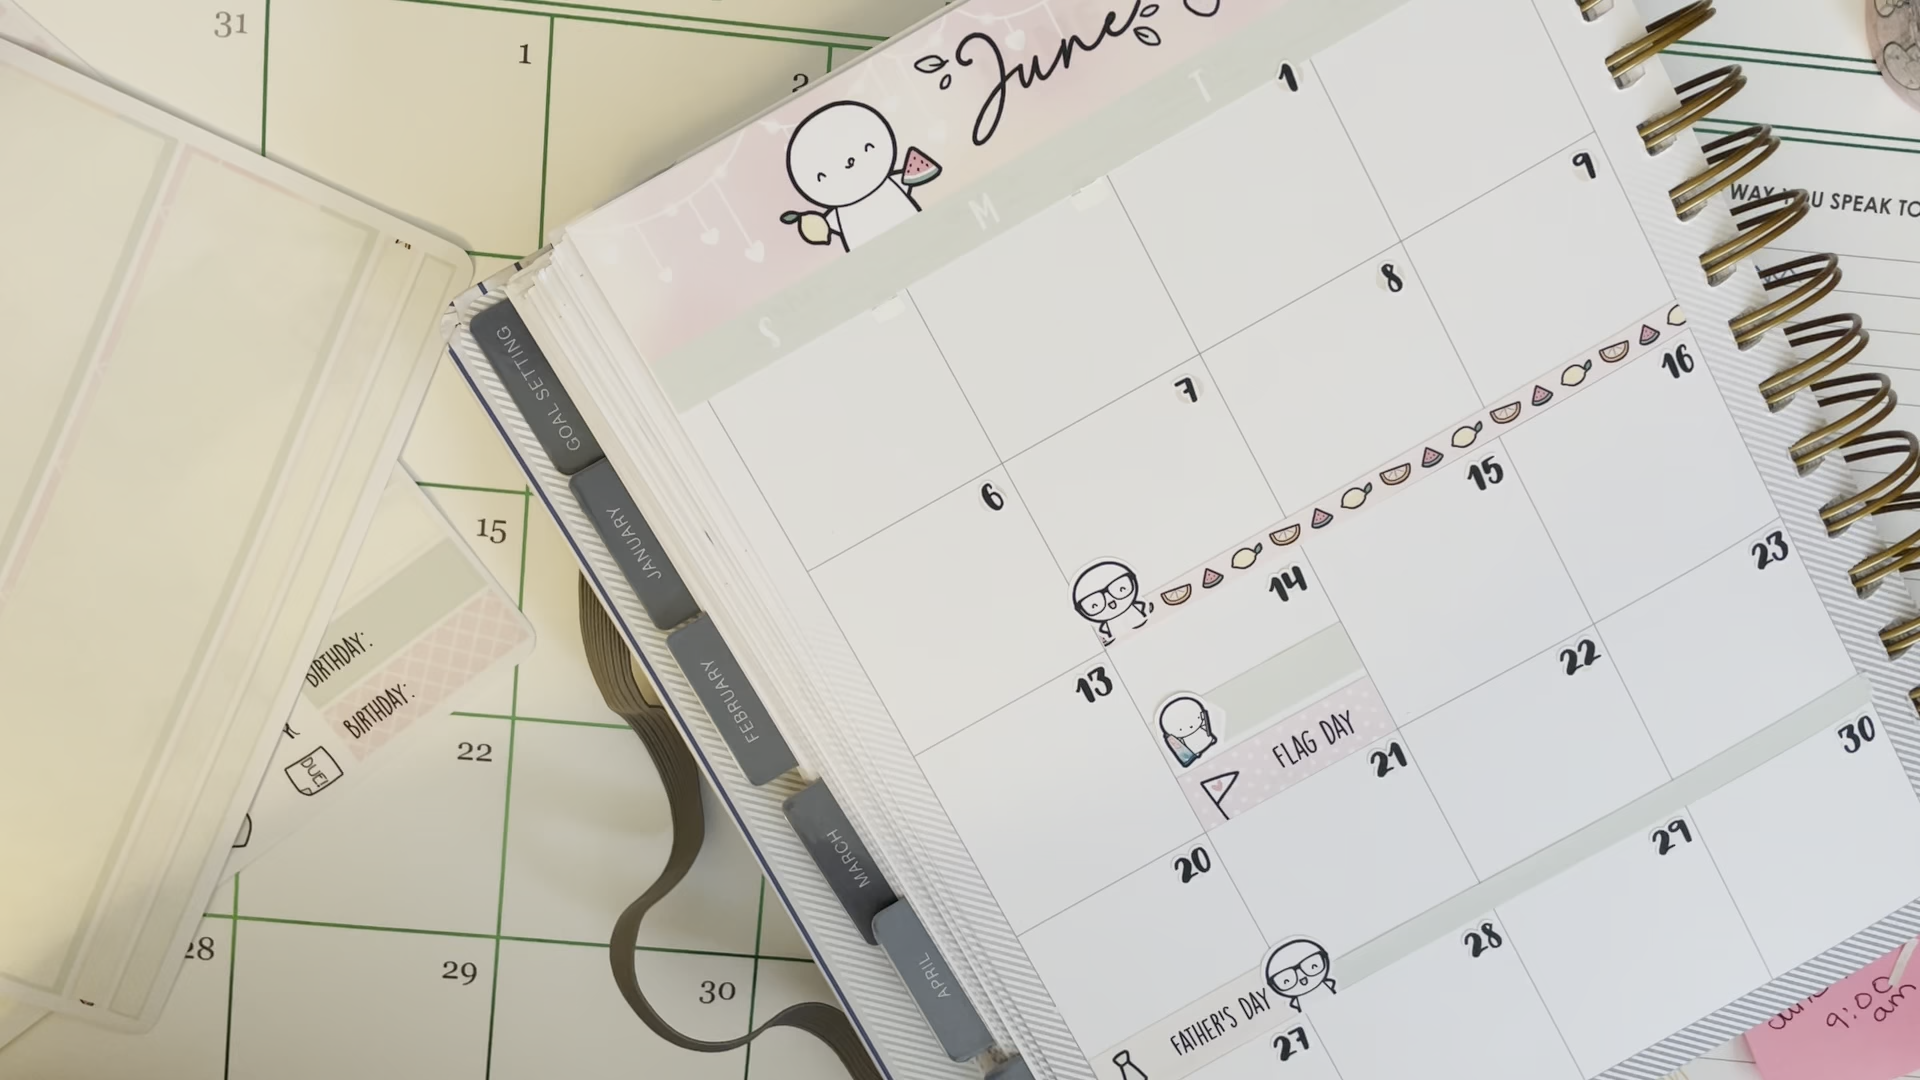 31
1
2
June
T
M
S
1
9
8
7
6
16
15
14
13
23
22
21
20
30
29
28
27
FLAG DAY
FATHER'S DAY
GOAL SETTING
JANUARY
FEBRUARY
MARCH
APRIL
15
22
28
29
30
BIRTHDAY:
BIRTHDAY:
DUE!
WAY YOU SPEAK TO
9:00
am